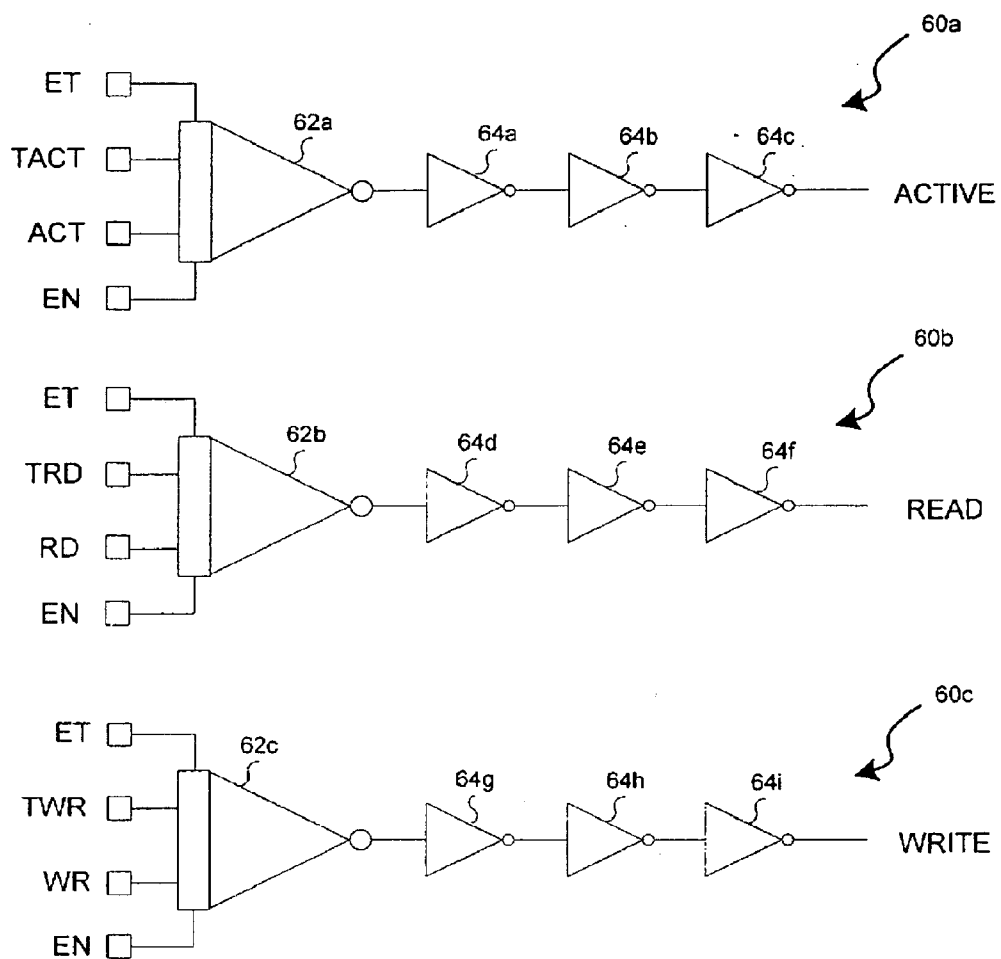 60a
ET
62a 64a 64b 64c
TACT
ACTIVE
ACT
EN
60b
ET
62b 64d 64e 64f
TRD
READ
RD
EN
60c
ET
62c 64g 64h 64i
TWR
WRITE
WR
EN